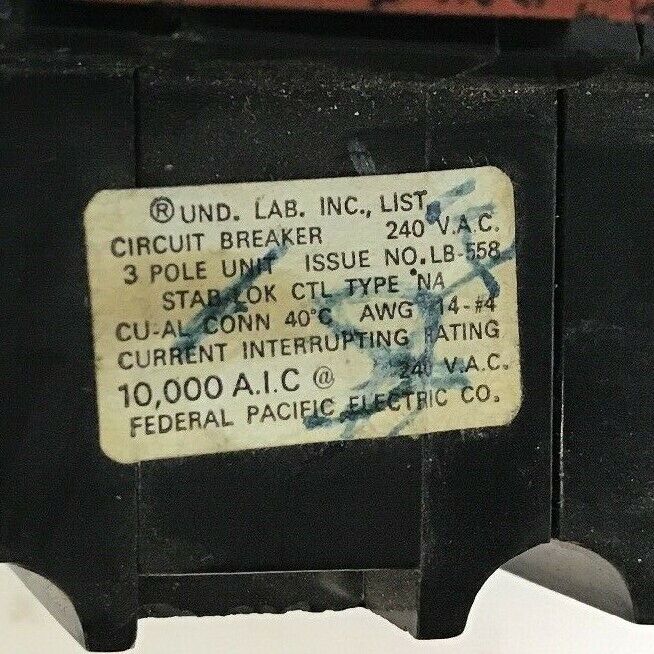 ® UND. LAB. INC., LIST.
CIRCUIT BREAKER 240 V.A.C.
3 POLE UNIT ISSUE NO. LB-558
STAB-LOK CTL TYPE NA
CU-AL CONN 40°C AWG 14-#4
CURRENT INTERRUPTING RATING
10,000 A.I.C @ 240 V.A.C.
FEDERAL PACIFIC ELECTRIC CO.